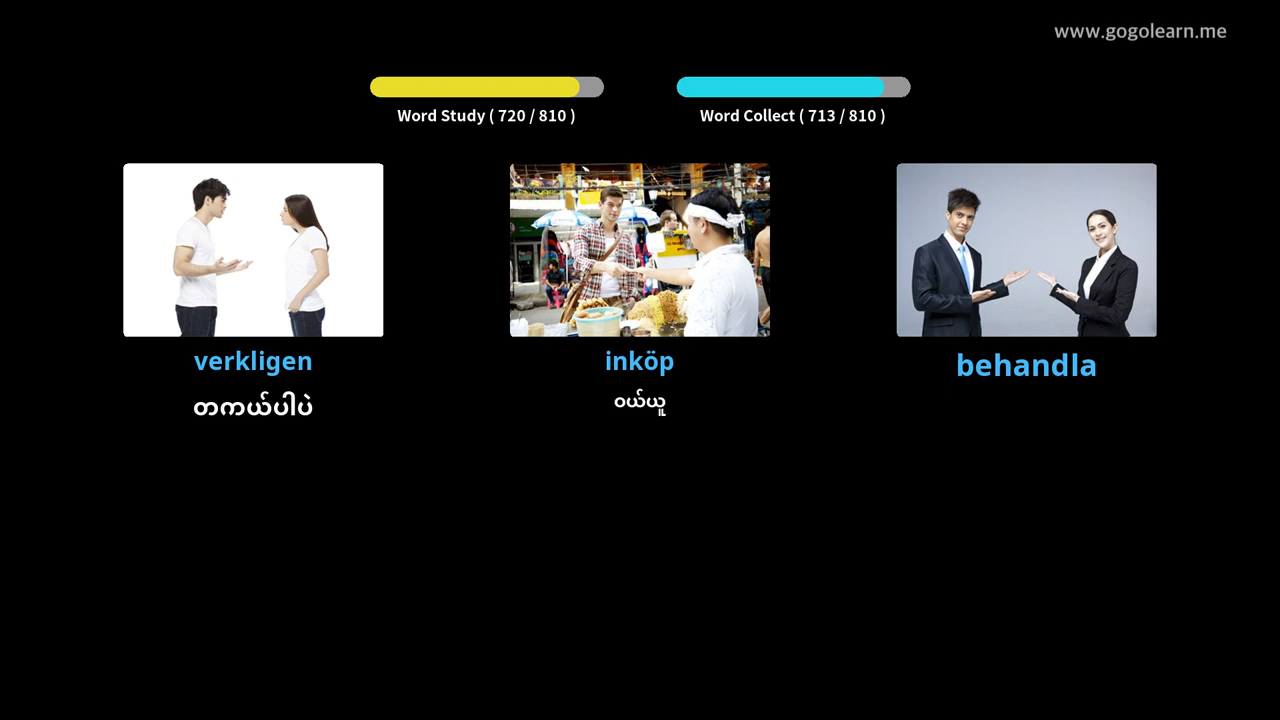 www.gogolearn.me
Word Study ( 720 / 810 )
Word Collect ( 713 / 810 )
verkligen
inköp
behandla
တကယ်ပါပဲ
ဝယ်ယူ